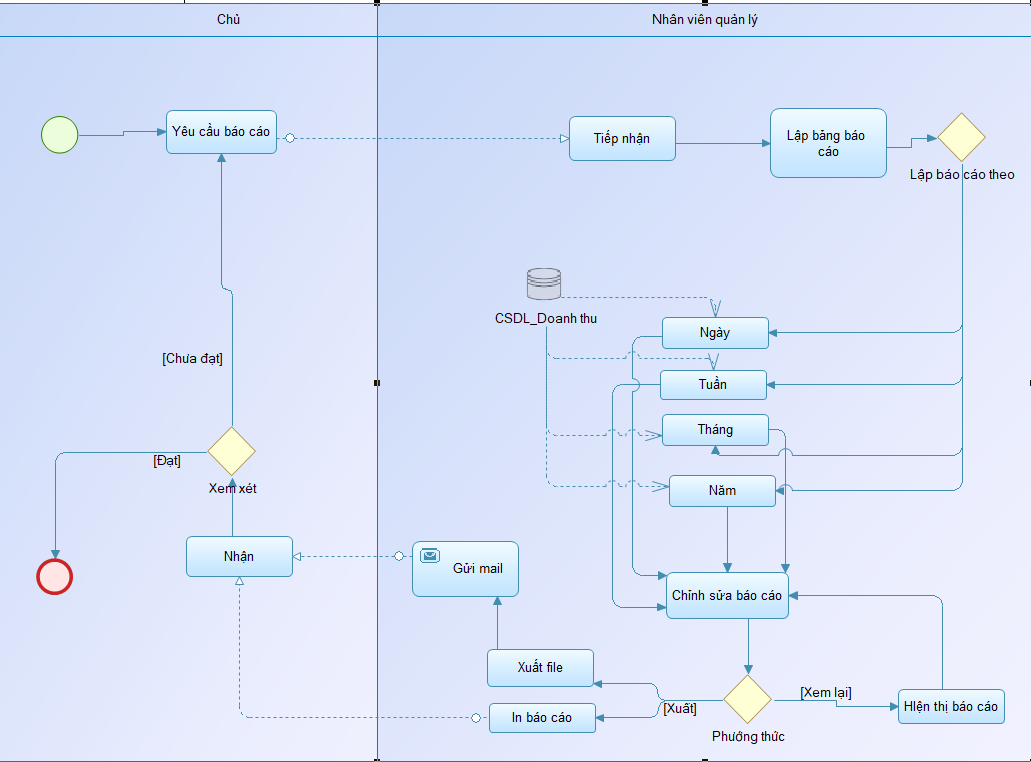 Chủ
Nhân viên quản lý
Yêu cầu báo cáo
Tiếp nhận
Lập bảng báo
cáo
Lập báo cáo theo
CSDL_Doanh thu
Ngày
[Chưa đạt]
Tuần
Tháng
[Đạt]
Xem xét
Năm
Nhận
Gửi mail
Chỉnh sửa báo cáo
Xuất file
[Xem lại]
[Xuất]
In báo cáo
HIện thị báo cáo
Phướng thức